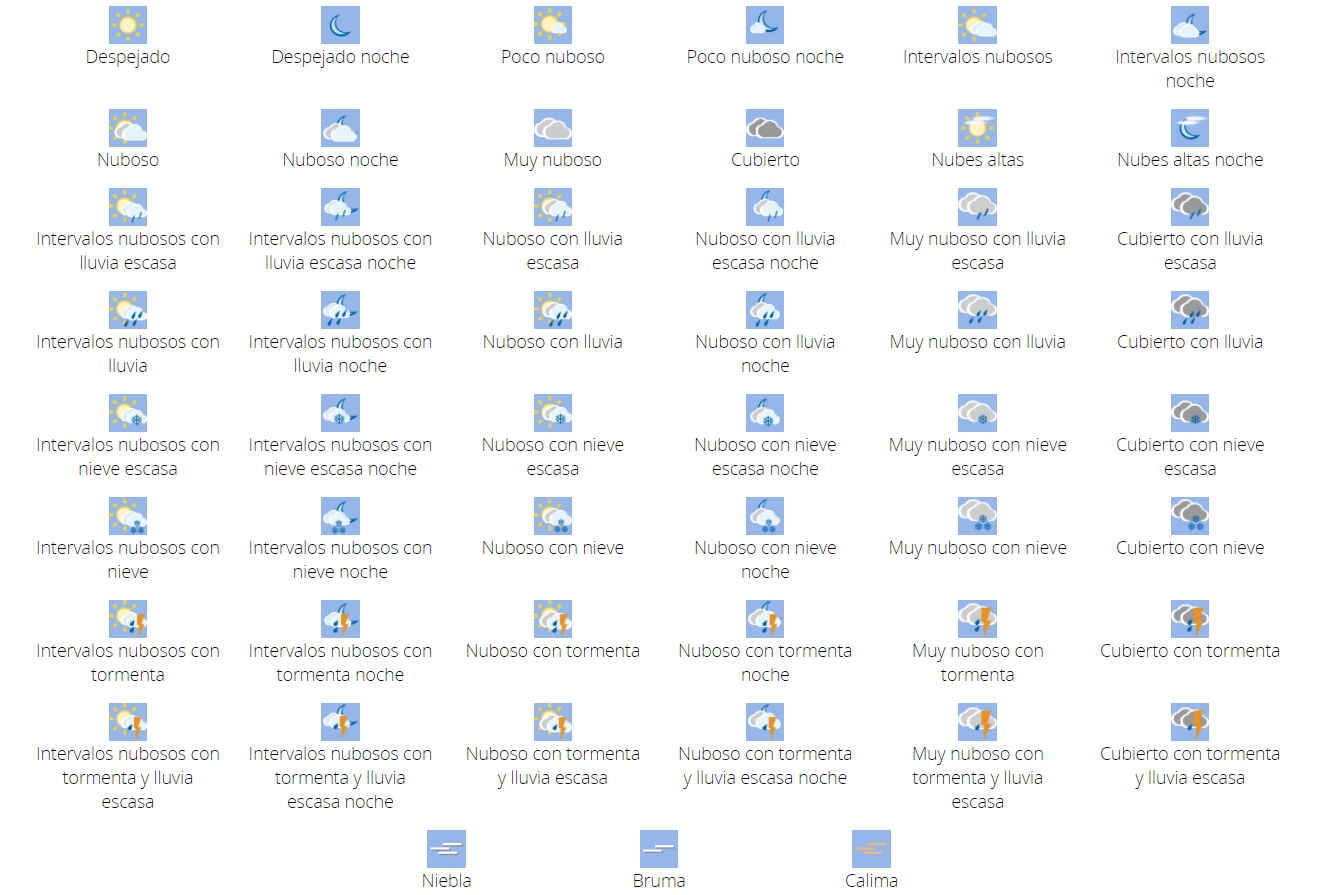 Despejado
Despejado noche
Poco nuboso
Poco nuboso noche
Intervalos nubosos
Intervalos nubosos
noche
Nuboso
Nuboso noche
Muy nuboso
Cubierto
Nubes altas
Nubes altas noche
Intervalos nubosos con
lluvia escasa
Intervalos nubosos con
lluvia escasa noche
Nuboso con lluvia
escasa
Nuboso con lluvia
escasa noche
Muy nuboso con lluvia
escasa
Cubierto con lluvia
escasa
Intervalos nubosos con
lluvia
Intervalos nubosos con
lluvia noche
Nuboso con lluvia
Nuboso con lluvia
noche
Muy nuboso con lluvia
Cubierto con lluvia
Intervalos nubosos con
nieve escasa
Intervalos nubosos con
nieve escasa noche
Nuboso con nieve
escasa
Nuboso con nieve
escasa noche
Muy nuboso con nieve
escasa
Cubierto con nieve
escasa
Intervalos nubosos con
nieve
Intervalos nubosos con
nieve noche
Nuboso con nieve
Nuboso con nieve
noche
Muy nuboso con nieve
Cubierto con nieve
Intervalos nubosos con
tormenta
Intervalos nubosos con
tormenta noche
Nuboso con tormenta
Nuboso con tormenta
noche
Muy nuboso con
tormenta
Cubierto con tormenta
Intervalos nubosos con
tormenta y lluvia
escasa
Intervalos nubosos con
tormenta y lluvia
escasa noche
Nuboso con tormenta
y lluvia escasa
Nuboso con tormenta
y lluvia escasa noche
Muy nuboso con
tormenta y lluvia
escasa
Cubierto con tormenta
y lluvia escasa
Niebla
Bruma
Calima